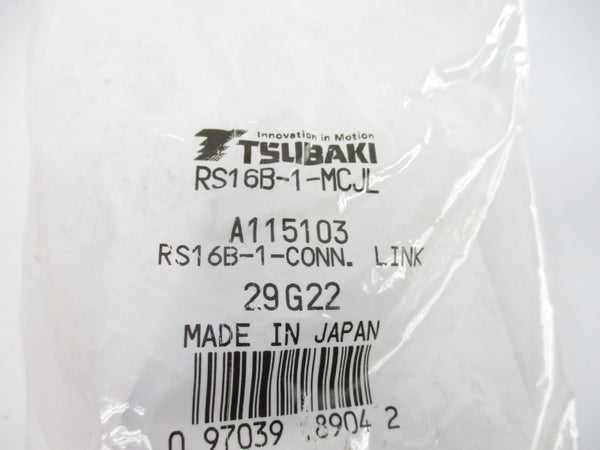 Innovation in Motion
TSUBAKI
RS16B-1-MCJL
A115103
RS16B-1-CONN. LINK
29G22
MADE IN JAPAN
0 97039 8904 2